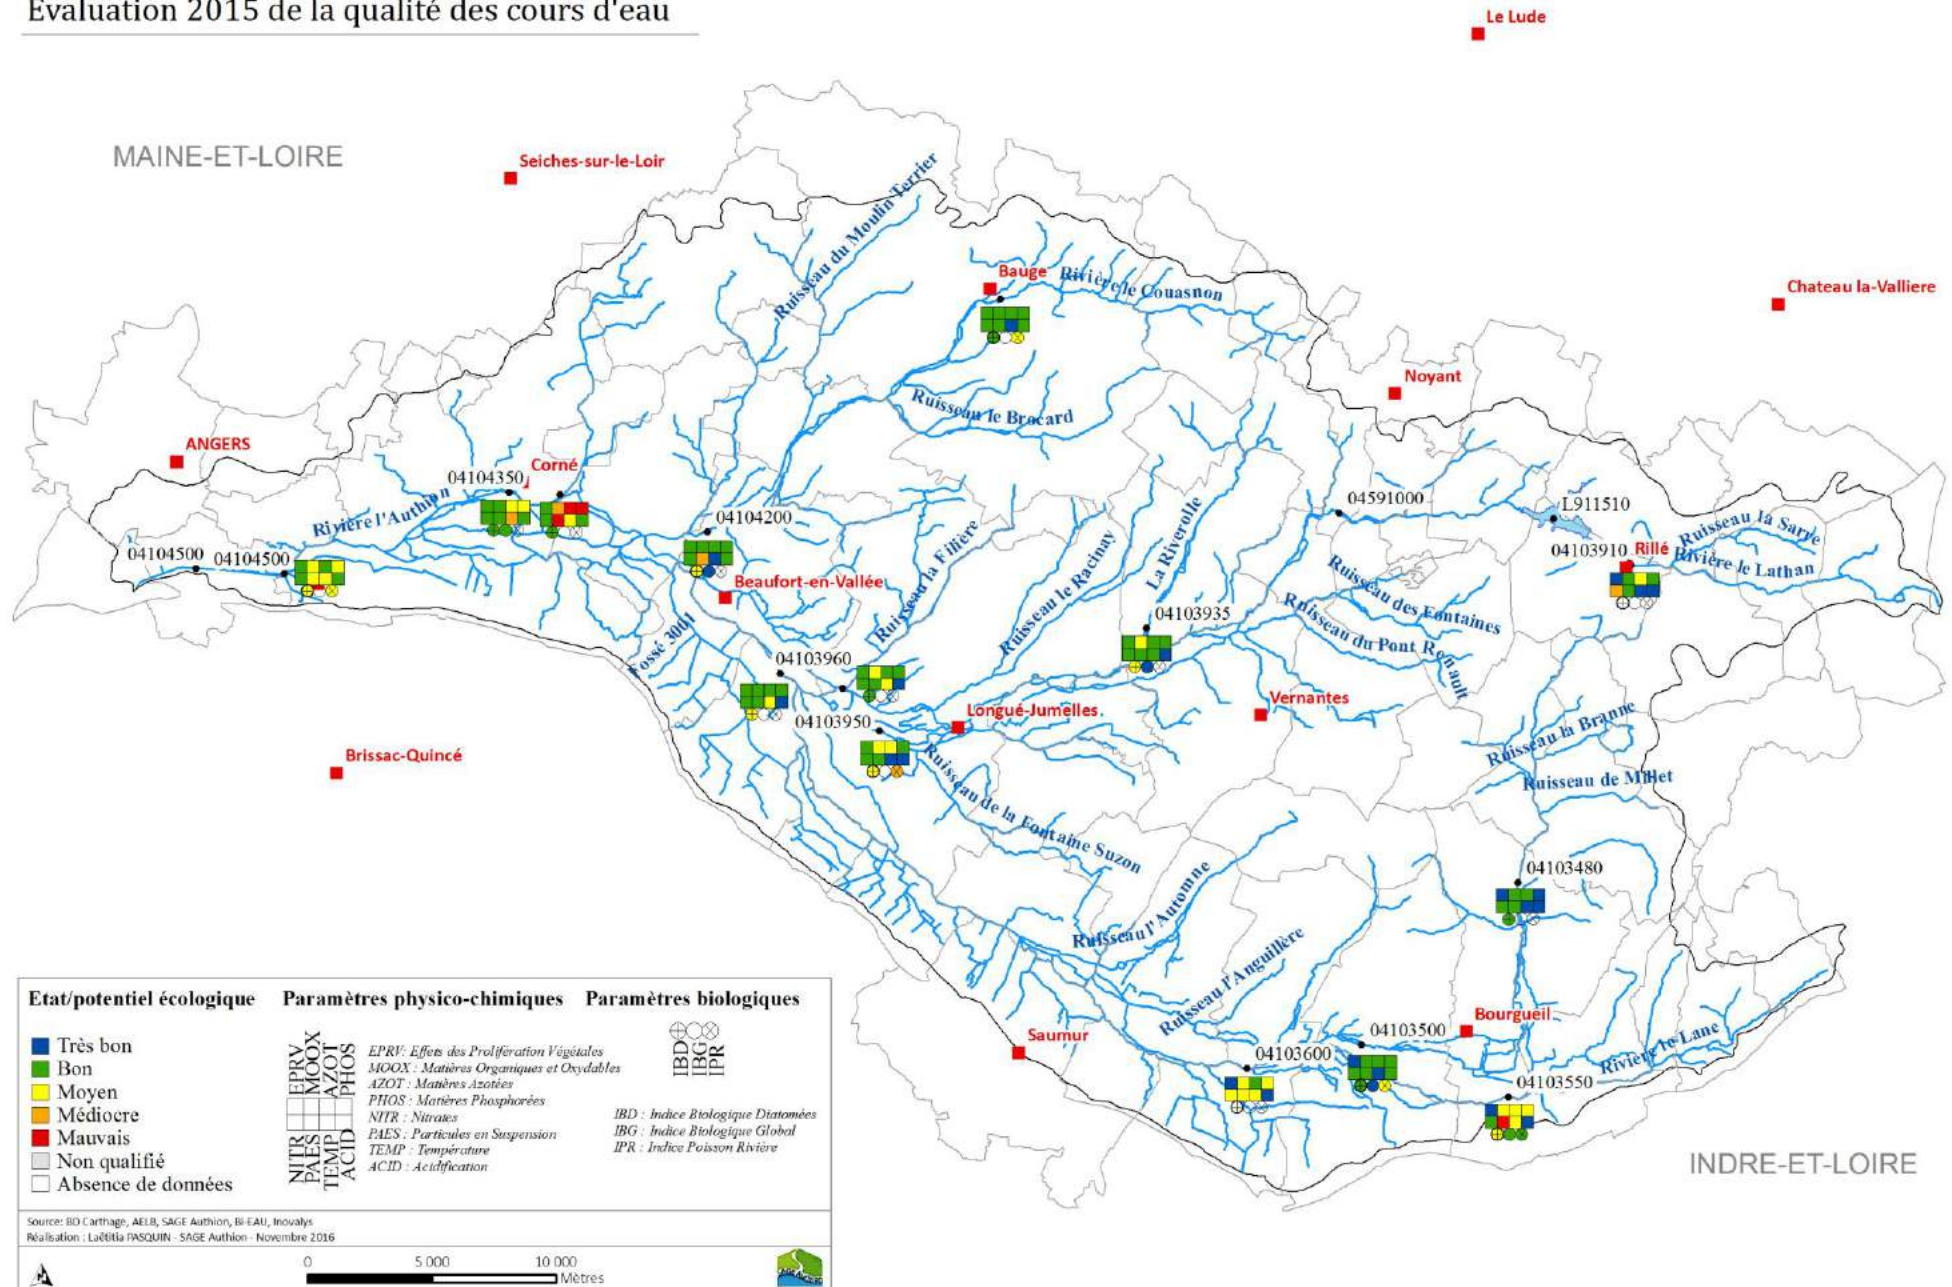 Evaluation 2015 de la qualité des cours d'eau
Le Lude
MAINE-ET-LOIRE
Seiches-sur-le-Loir
Ruisseau du Moulin Terrier
Bauge
Rivière le Couasnon
Chateau la-Valliere
Noyant
Ruisseau le Brocard
ANGERS
Corné
04104350
Rivière l'Authion
04104200
04591000
L911510
Ruisseau la Sarre
04104500
04104500
04103910
Rillé
Rivière le Lathan
Beaufort-en-Vallée
Ruisseau la Filière
Ruisseau le Racinay
La Riverolle
Ruisseau des Fontaines
Ruisseau du Pont Renault
04103935
Fossé 3001
04103960
Vernantes
04103950
Longué-Jumelles
Ruisseau la Branne
Brissac-Quincé
Ruisseau de la Fontaine Suzon
Ruisseau de Millet
04103480
Ruisseau l'Automne
Ruisseau l'Anguillère
Saumur
04103500
Bourgueil
04103600
Rivière le Lane
04103550
INDRE-ET-LOIRE
Etat/potentiel écologique
Très bon
Bon
Moyen
Médiocre
Mauvais
Non qualifié
Absence de données
Paramètres physico-chimiques
EPRV
MOOX
AZOT
PHOS
NITR
PAES
TEMP
ACID
EPRV: Effets des Prolifération Végétales
MOOX : Matières Organiques et Oxydables
AZOT : Matières Azotées
PHOS : Matières Phosphorées
NITR : Nitrates
PAES : Particules en Suspension
TEMP : Température
ACID : Acidification
Paramètres biologiques
IBD
IBG
IPR
IBD : Indice Biologique Diatomées
IBG : Indice Biologique Global
IPR : Indice Poisson Rivière
Source: BD Carthage, AELB, SAGE Authion, BI-EAU, Inovalys
Réalisation : Laëtitia PASQUIN - SAGE Authion - Novembre 2016
0 5 000 10 000
Mètres